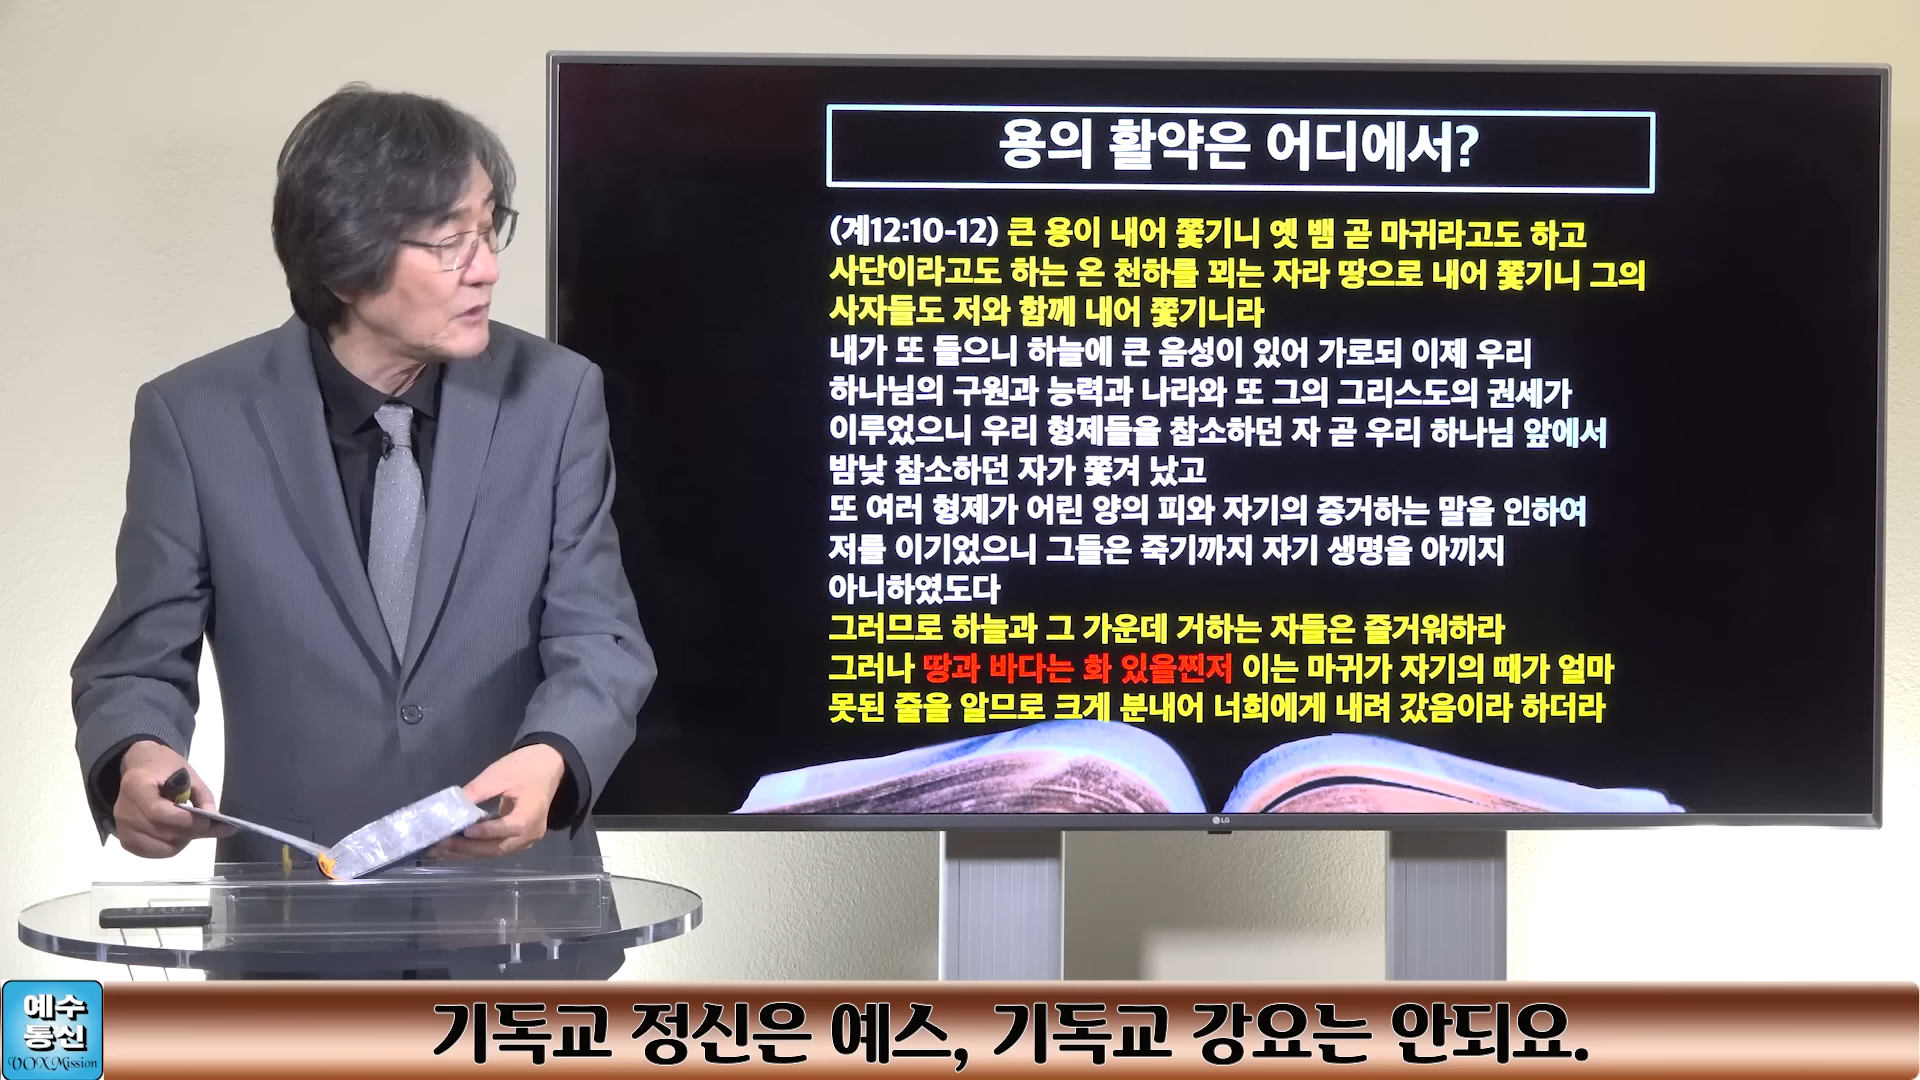 용의 활약은 어디에서?
(계12:10-12) 큰 용이 내어 쫓기니 옛 뱀 곧 마귀라고도 하고
사단이라고도 하는 온 천하를 꾀는 자라 땅으로 내어 쫓기니 그의
사자들도 저와 함께 내어 쫓기니라
내가 또 들으니 하늘에 큰 음성이 있어 가로되 이제 우리
하나님의 구원과 능력과 나라와 또 그의 그리스도의 권세가
이루었으니 우리 형제들을 참소하던 자 곧 우리 하나님 앞에서
밤낮 참소하던 자가 쫓겨 났고
또 여러 형제가 어린 양의 피와 자기의 증거하는 말을 인하여
저를 이기었으니 그들은 죽기까지 자기 생명을 아끼지
아니하였도다
그러므로 하늘과 그 가운데 거하는 자들은 즐거워하라
그러나 땅과 바다는 화 있을찐저 이는 마귀가 자기의 때가 얼마
못된 줄을 알므로 크게 분내어 너희에게 내려 갔음이라 하더라
LG
예수
통신
VOX Mission
기독교 정신은 예스, 기독교 강요는 안되요.